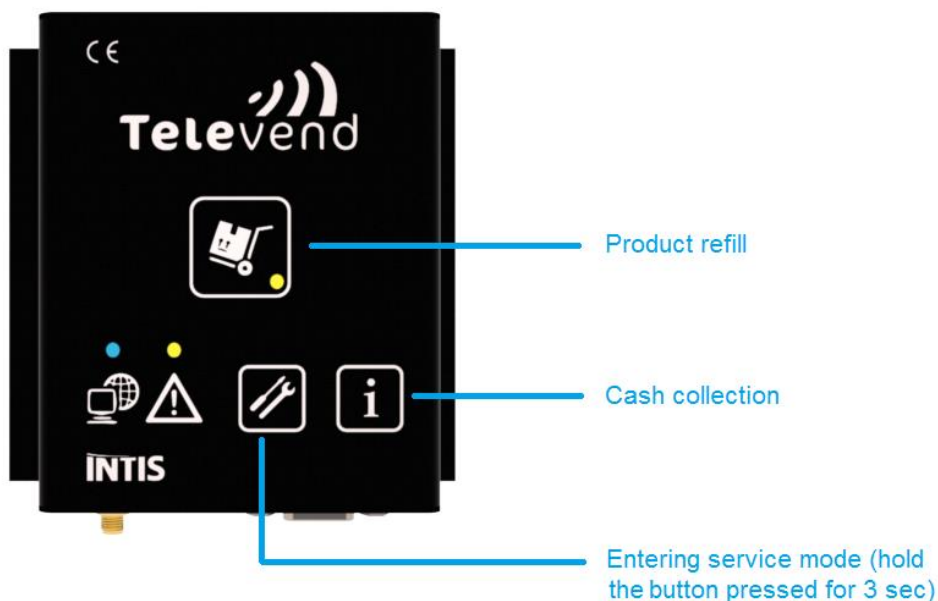 CE
Televend
Product refill
i
Cash collection
INTIS
Entering service mode (hold
the button pressed for 3 sec)